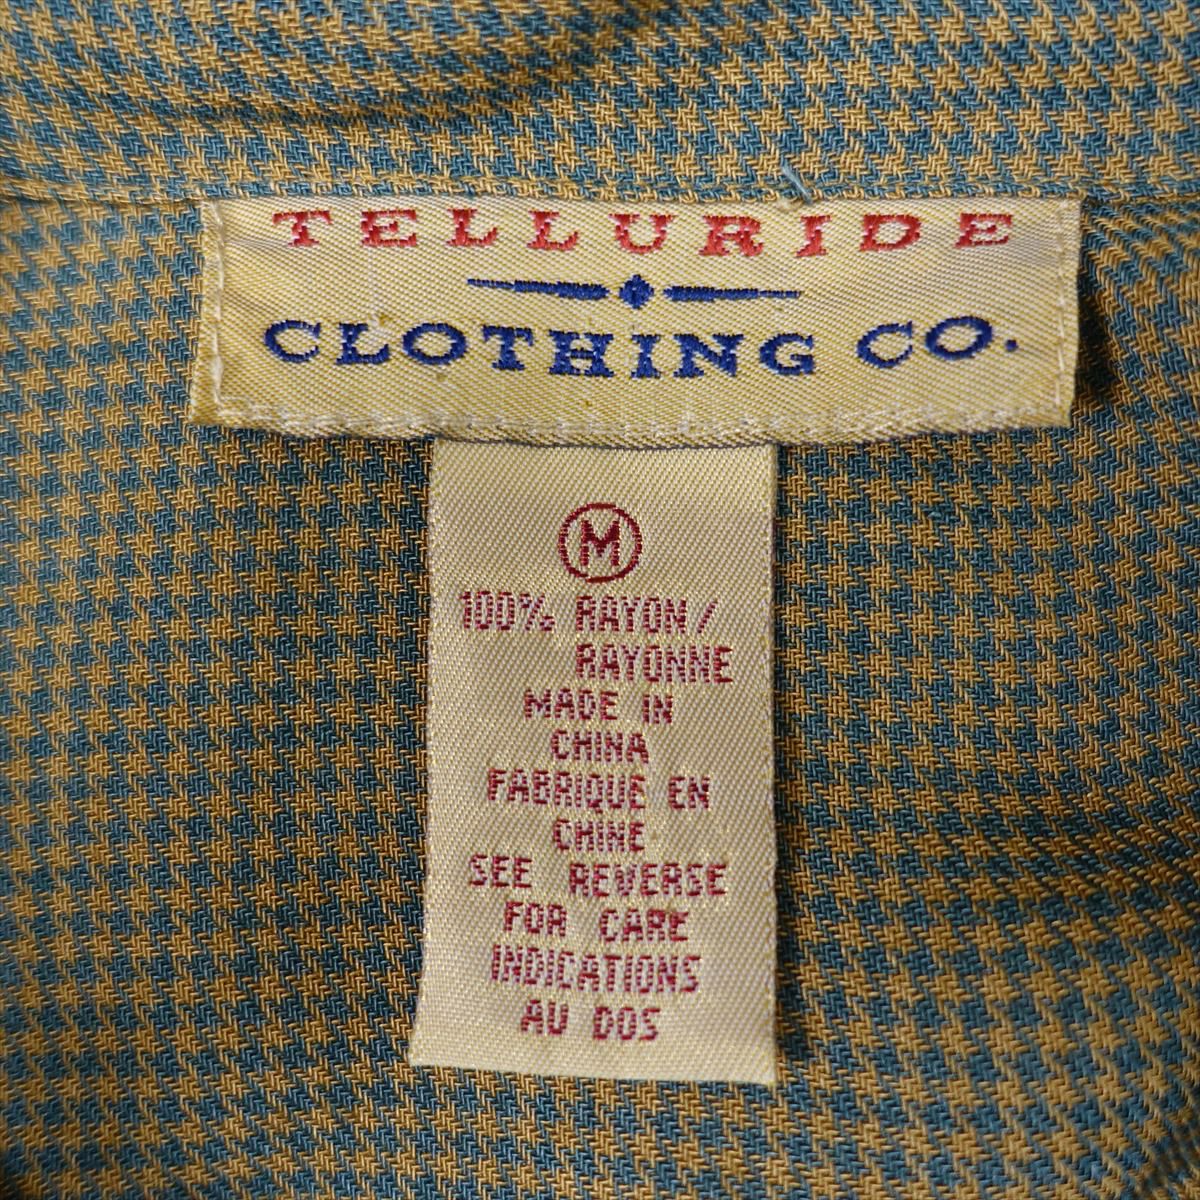 TELLURIDE
CLOTHING CO.
M
100% RAYON/
RAYONNE
MADE IN
CHINA
FABRIQUE EN
CHINE
SEE REVERSE
FOR CARE
INDICATIONS
AU DOS